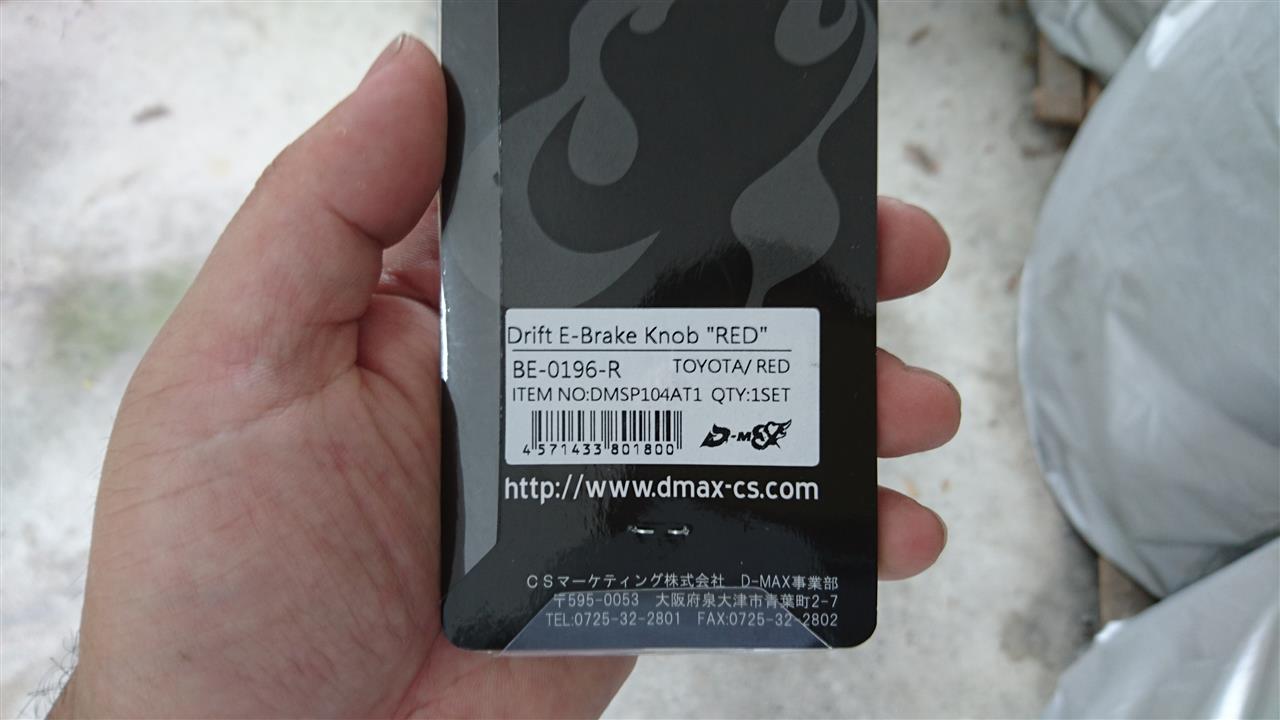 Drift E-Brake Knob "RED"
BE-0196-R TOYOTA/ RED
ITEM NO:DMSP104AT1 QTY:1SET
4 571433 801800 D-MAX
http://www.dmax-cs.com
CSマーケティング株式会社 D-MAX事業部
〒595-0053 大阪府泉大津市青葉町2-7
TEL:0725-32-2801 FAX:0725-32-2802